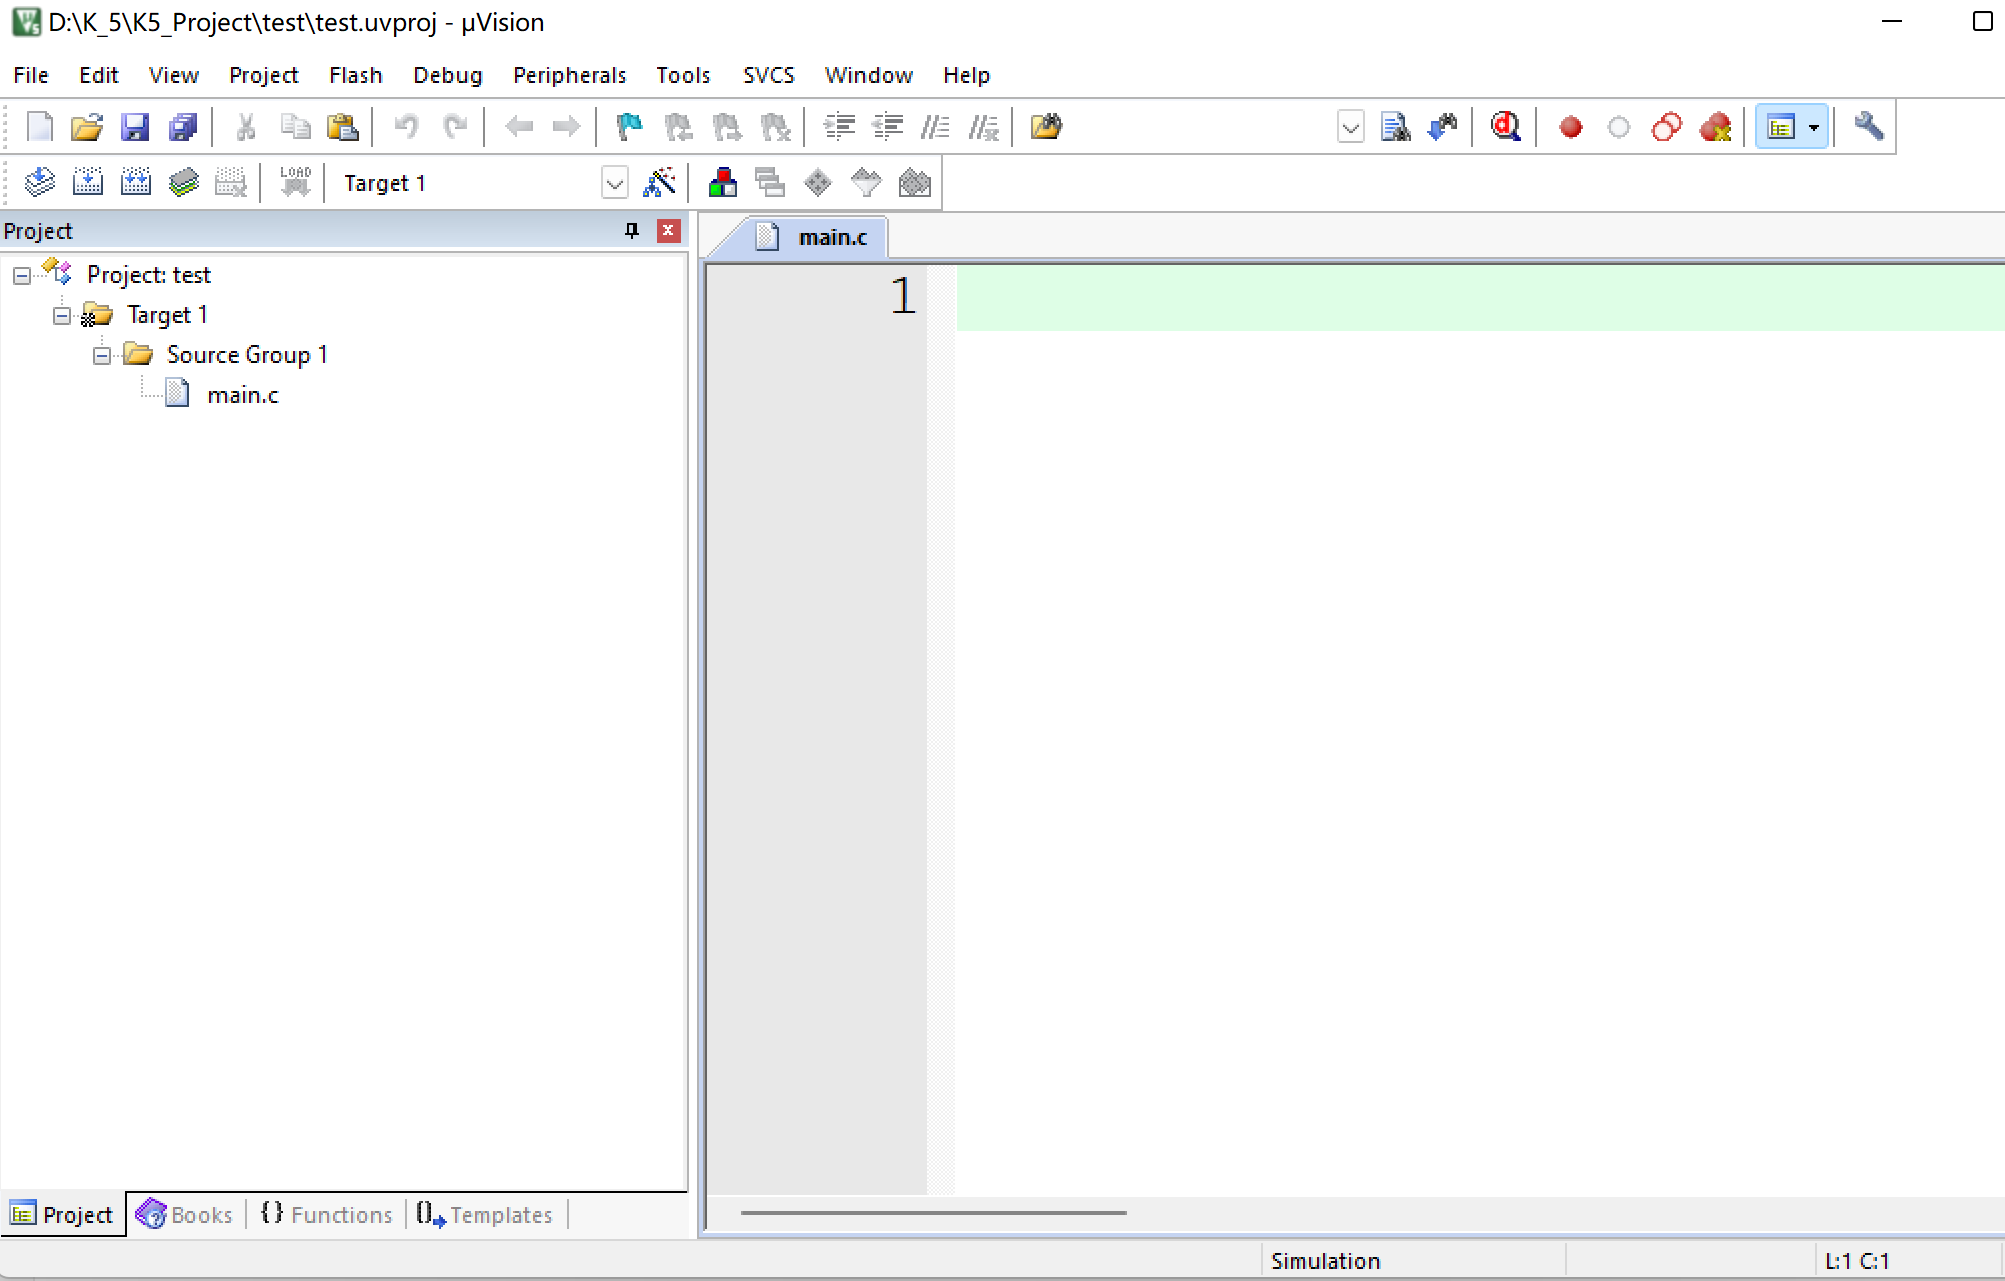 D:\K_5\K5_Project\test\test.uvproj - µVision
File Edit View Project Flash Debug Peripherals Tools SVCS Window Help
LOAD Target 1
Project
main.c
Project: test
Target 1
Source Group 1
main.c
1
Project Books {} Functions Templates
Simulation L:1 C:1